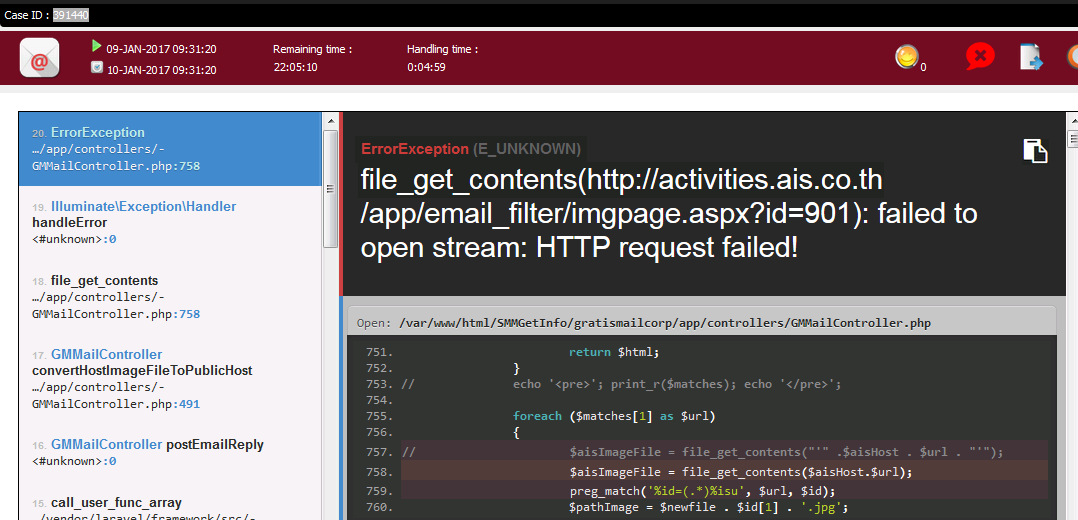 Case ID : 391440
09-JAN-2017 09:31:20
10-JAN-2017 09:31:20
Remaining time :
22:05:10
Handling time :
0:04:59
0
20. ErrorException
…/app/controllers/-
GMMailController.php:758
19. Illuminate\Exception\Handler
handleError
<#unknown>:0
18. file_get_contents
…/app/controllers/-
GMMailController.php:758
17. GMMailController
convertHostImageFileToPublicHost
…/app/controllers/-
GMMailController.php:491
16. GMMailController postEmailReply
<#unknown>:0
15. call_user_func_array
…/vendor/laravel/framework/src/-
ErrorException (E_UNKNOWN)
file_get_contents(http://activities.ais.co.th
/app/email_filter/imgpage.aspx?id=901): failed to
open stream: HTTP request failed!
Open: /var/www/html/SMMGetInfo/gratismailcorp/app/controllers/GMMailController.php
751. return $html;
752. }
753. // echo '<pre>'; print_r($matches); echo '</pre>';
754.
755. foreach ($matches[1] as $url)
756. {
757. // $aisImageFile = file_get_contents("'" .$aisHost . $url . "'");
758. $aisImageFile = file_get_contents($aisHost.$url);
759. preg_match('%id=(.*)%isu', $url, $id);
760. $pathImage = $newfile . $id[1] . '.jpg';